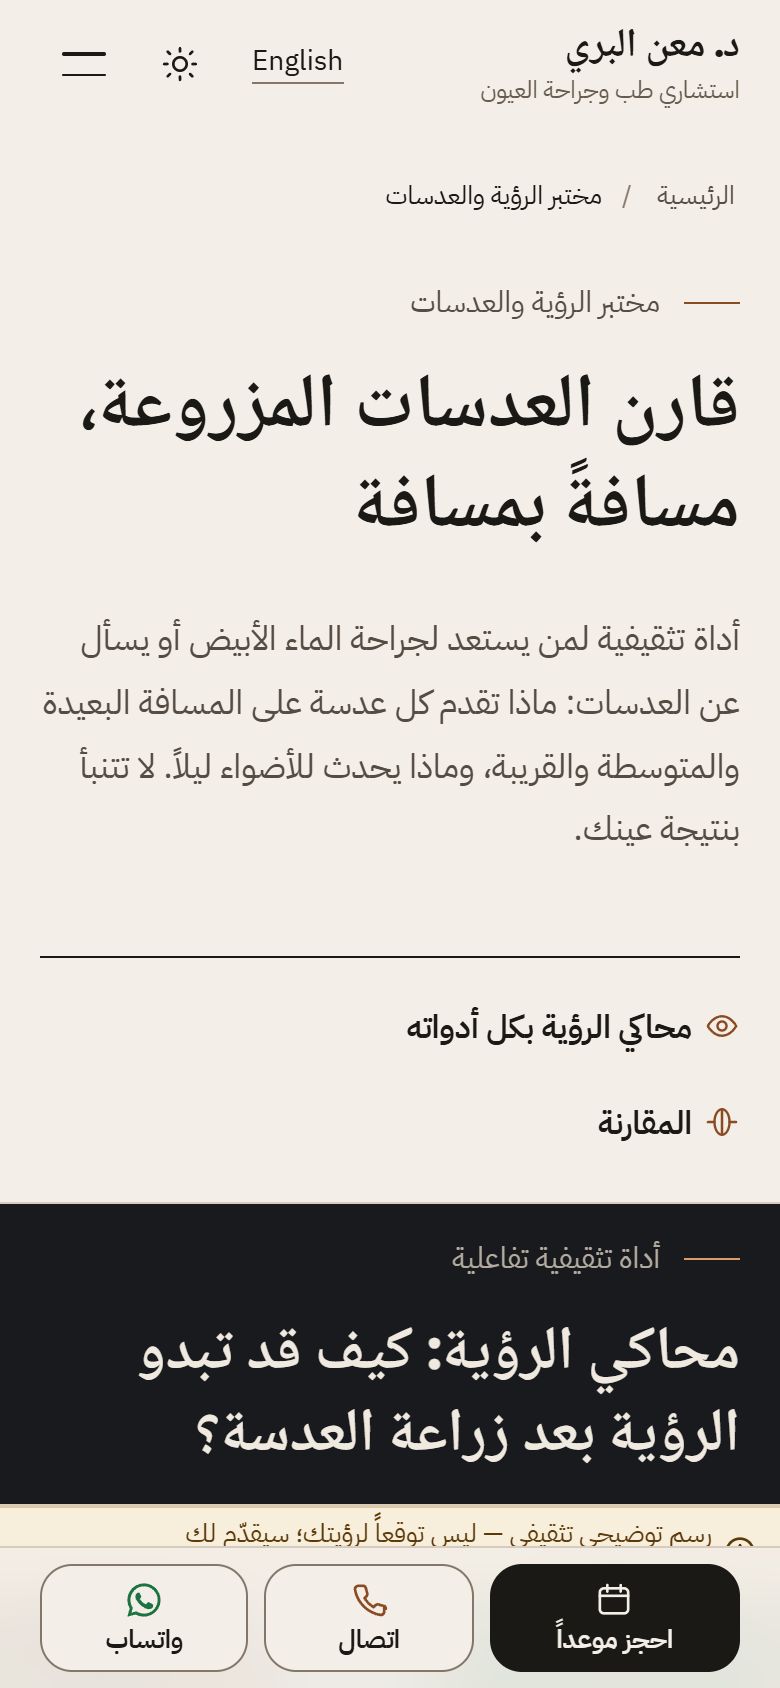 د. معن البري
استشاري طب وجراحة العيون
English
الرئيسية / مختبر الرؤية والعدسات
مختبر الرؤية والعدسات
قارن العدسات المزروعة،
مسافةً بمسافة
أداة تثقيفية لمن يستعد لجراحة الماء الأبيض أو يسأل
عن العدسات: ماذا تقدم كل عدسة على المسافة البعيدة
والمتوسطة والقريبة، وماذا يحدث للأضواء ليلاً. لا تتنبأ
بنتيجة عينك.
محاكي الرؤية بكل أدواته
المقارنة
أداة تثقيفية تفاعلية
محاكي الرؤية: كيف قد تبدو
الرؤية بعد زراعة العدسة؟
رسم توضيحي تثقيفي — ليس توقعاً لرؤيتك؛ سيقدّم لك
احجز موعداً
اتصال
واتساب